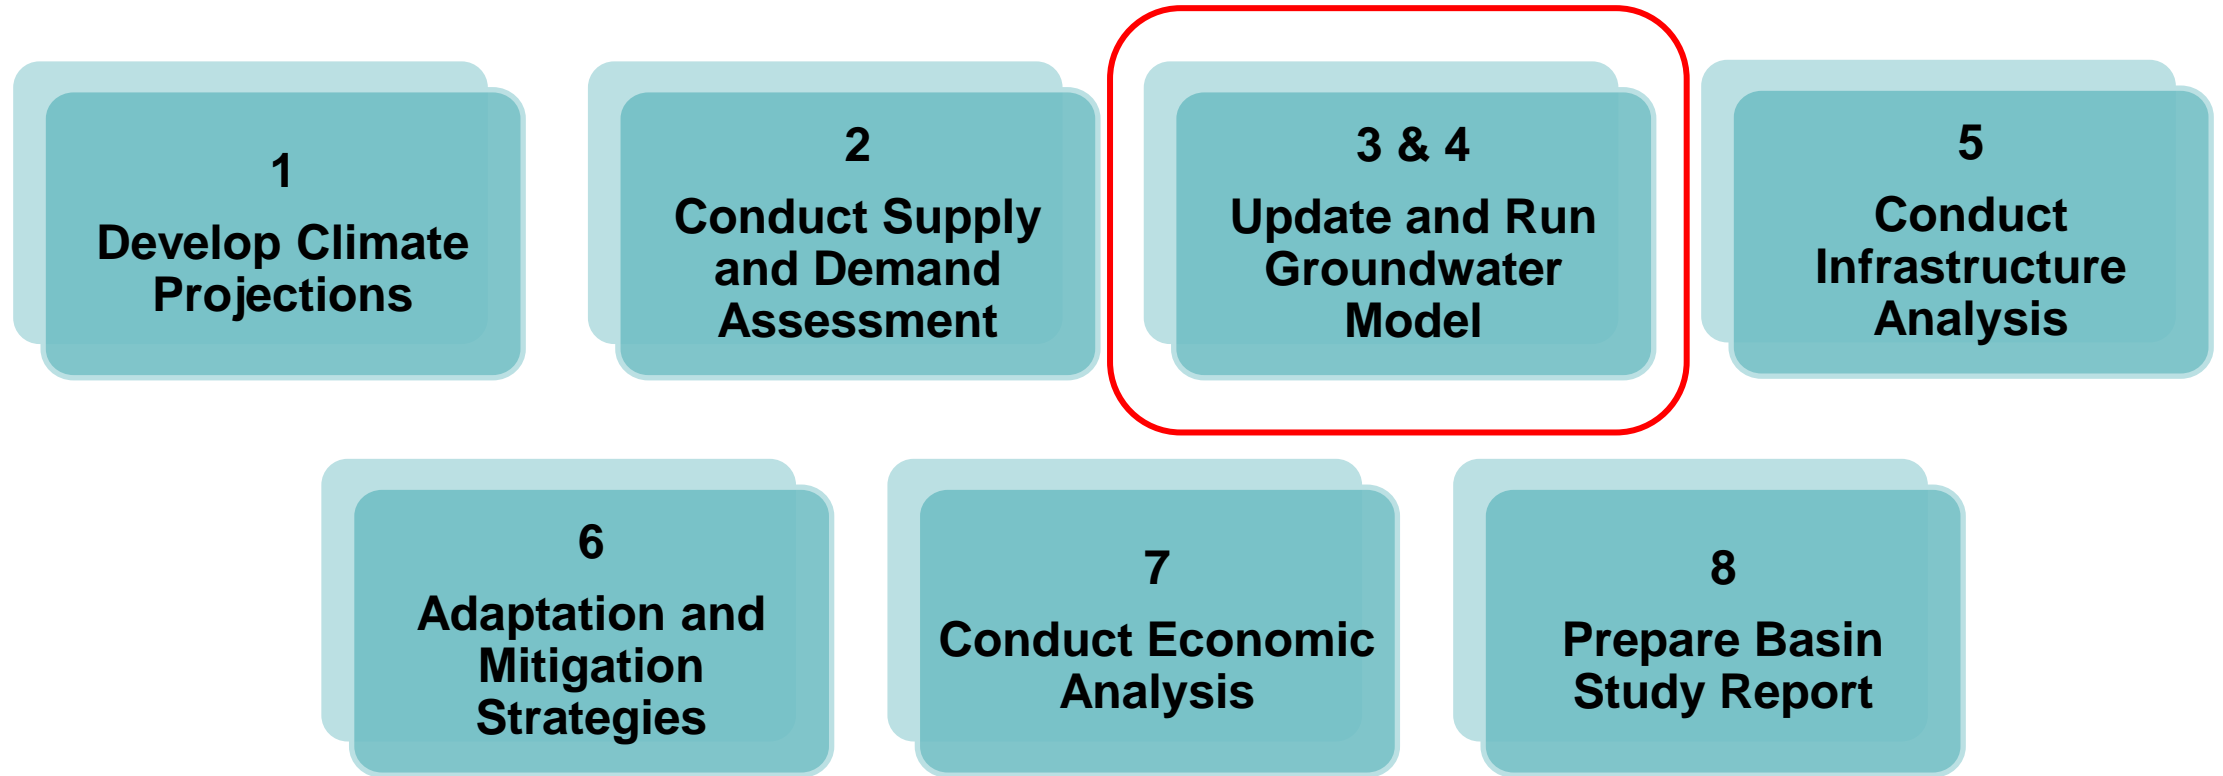 1
Develop Climate
Projections
2
Conduct Supply
and Demand
Assessment
3 & 4
Update and Run
Groundwater
Model
5
Conduct
Infrastructure
Analysis
6
Adaptation and
Mitigation
Strategies
7
Conduct Economic
Analysis
8
Prepare Basin
Study Report